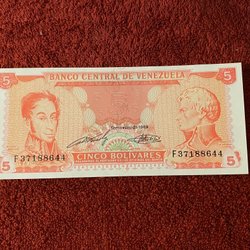 5 BANCO CENTRAL DE VENEZUELA 5
F37188644 F37188644
5 CINCO BOLIVARES 5